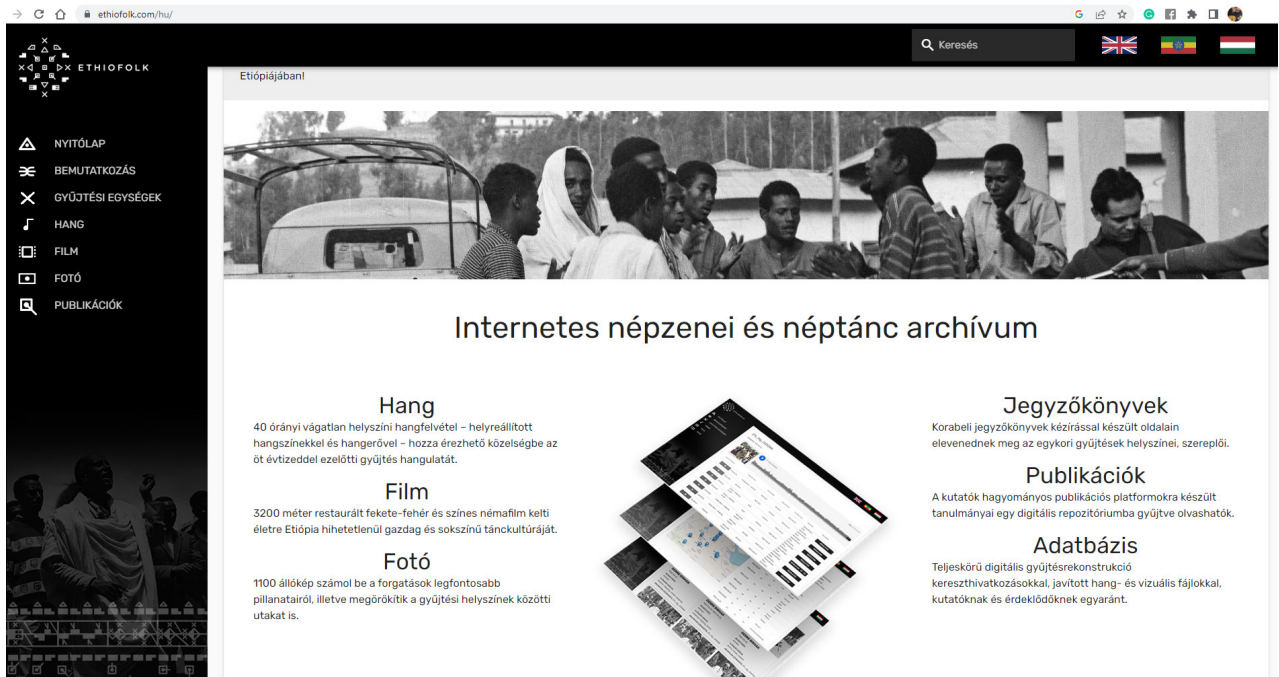 ethiofolk.com/hu/
Keresés
ETHIOFOLK
NYITÓLAP
BEMUTATKOZÁS
GYŰJTÉSI EGYSÉGEK
HANG
FILM
FOTÓ
PUBLIKÁCIÓK
Etiópiájában!
Internetes népzenei és néptánc archívum
Hang
40 órányi vágatlan helyszíni hangfelvétel – helyreállított
hangszínekkel és hangerővel – hozza érezhető közelségbe az
öt évtizeddel ezelőtti gyűjtés hangulatát.
Film
3200 méter restaurált fekete-fehér és színes némafilm kelti
életre Etiópia hihetetlenül gazdag és sokszínű tánckultúráját.
Fotó
1100 állókép számol be a forgatások legfontosabb
pillanatairól, illetve megörökítik a gyűjtési helyszínek közötti
utakat is.
Jegyzőkönyvek
Korabeli jegyzőkönyvek kézírással készült oldalain
elevenednek meg az egykori gyűjtések helyszínei, szereplői.
Publikációk
A kutatók hagyományos publikációs platformokra készült
tanulmányai egy digitális repozitóriumba gyűjtve olvashatók.
Adatbázis
Teljeskörű digitális gyűjtésrekonstrukció
kereszthivatkozásokkal, javított hang- és vizuális fájlokkal,
kutatóknak és érdeklődőknek egyaránt.